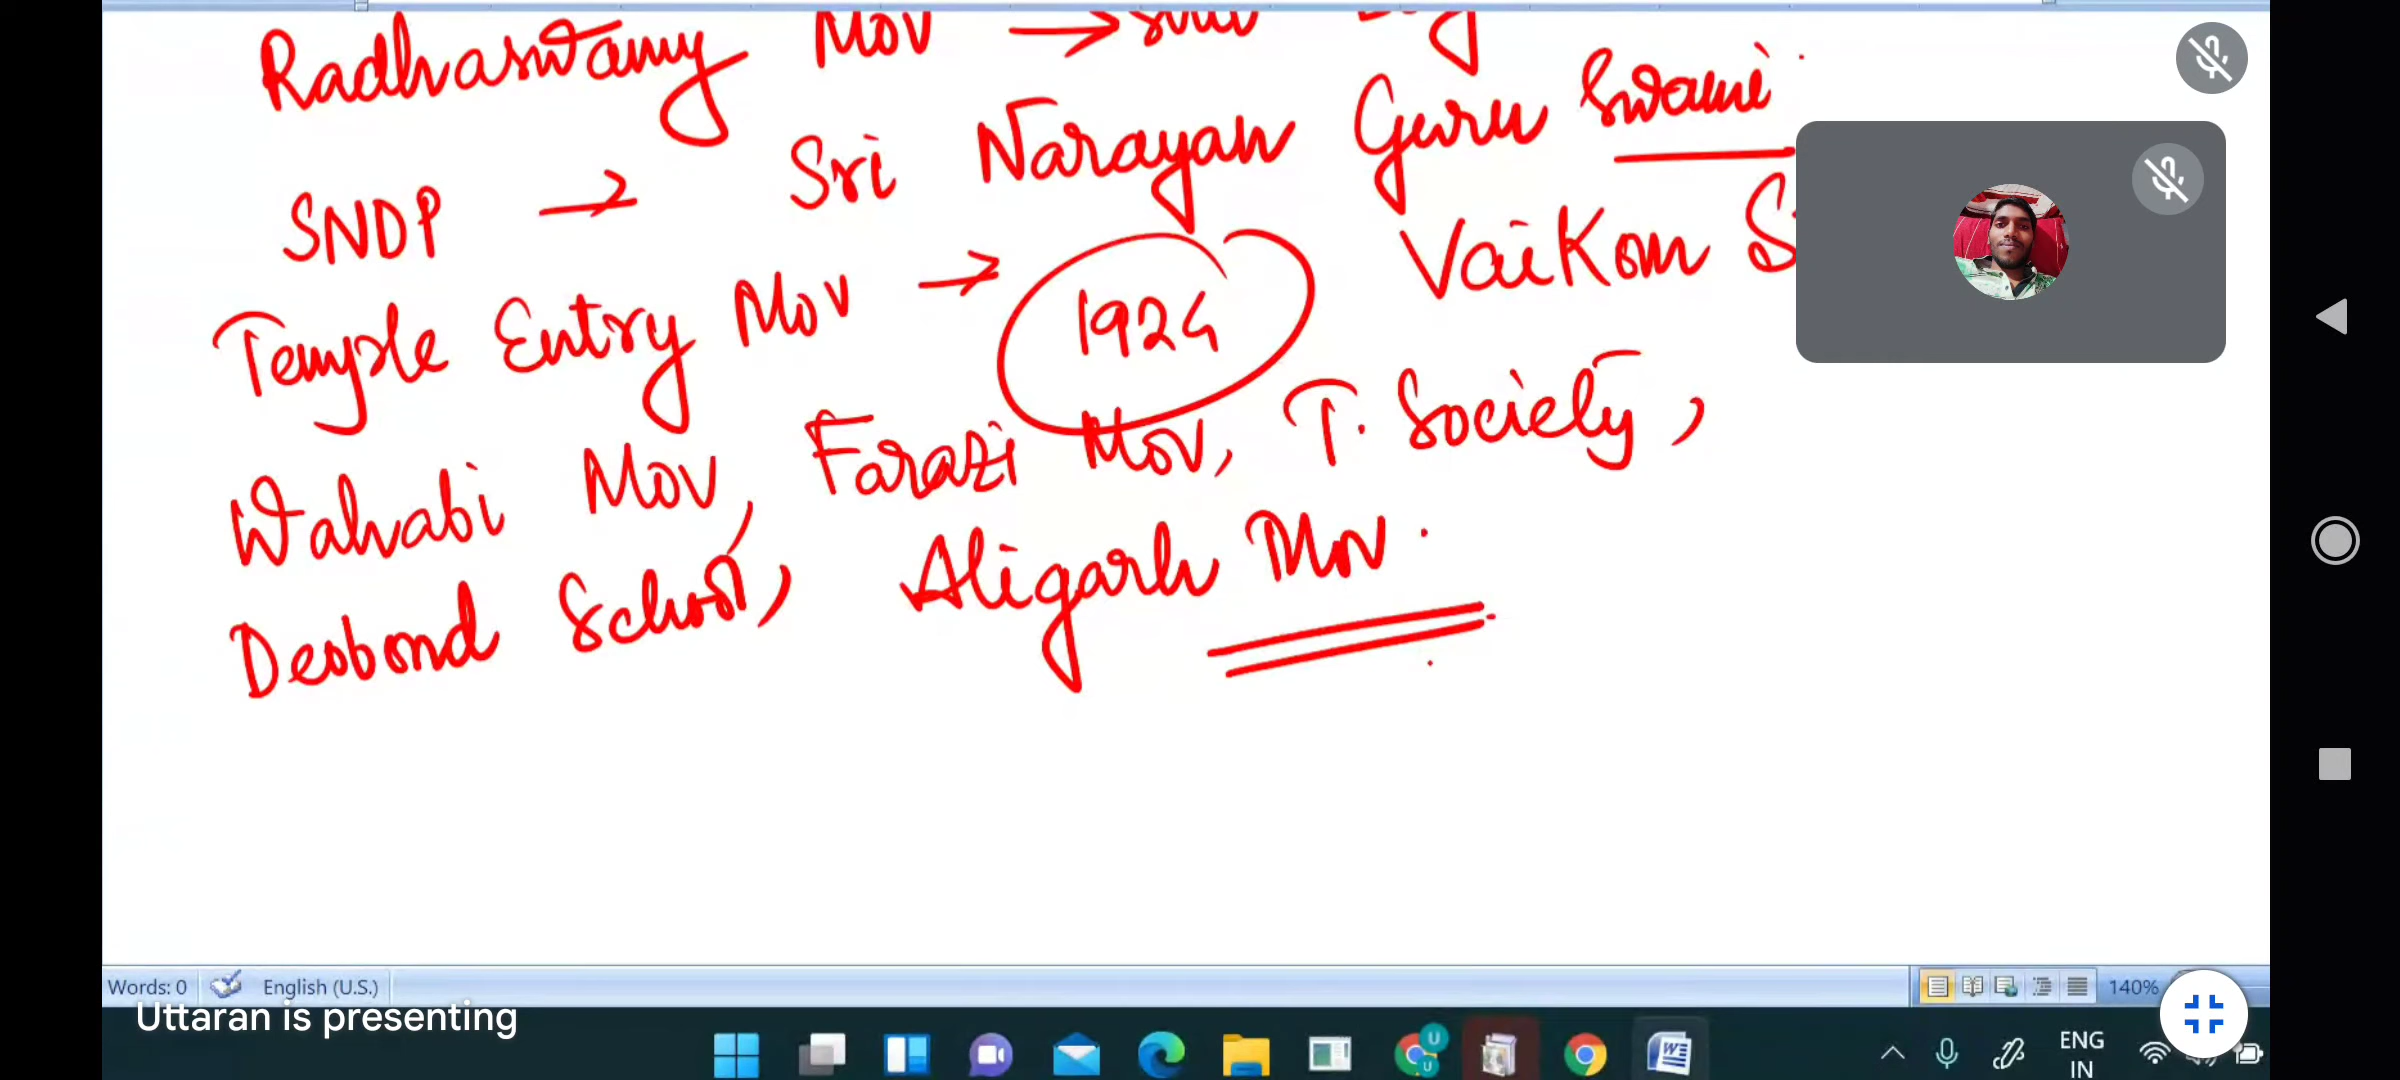 Radhaswamy Mov →
SNDP → Sri Narayan Guru Swami
Temple Entry Mov → 1924 Vaikom S
Wahabi Mov, Farazi Mov, T. Society,
Deobond School, Aligarh Mov.
Words: 0 English (U.S.) 140%
Uttaran is presenting
ENG
IN